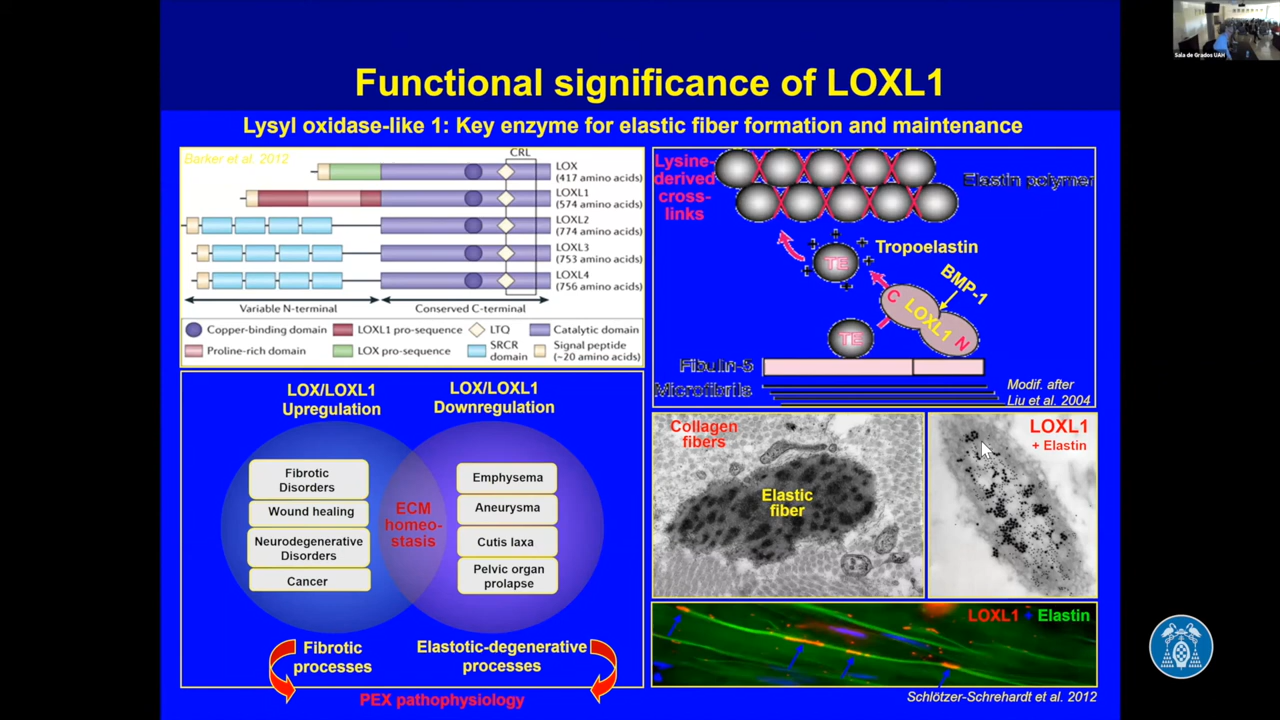 Functional significance of LOXL1
Lysyl oxidase-like 1: Key enzyme for elastic fiber formation and maintenance
Barker et al. 2012
CRL
LOX
(417 amino acids)
LOXL1
(574 amino acids)
LOXL2
(774 amino acids)
LOXL3
(753 amino acids)
LOXL4
(756 amino acids)
Variable N-terminal
Conserved C-terminal
Copper-binding domain
LOXL1 pro-sequence
LTQ
Catalytic domain
Proline-rich domain
LOX pro-sequence
SRCR
domain
Signal peptide
(~20 amino acids)
Lysine-
derived
cross-
links
Elastin polymer
Tropoelastin
TE
BMP-1
C LOXL1 N
TE
Fibulin-5
Microfibrils
Modif. after
Liu et al. 2004
LOX/LOXL1
Upregulation
LOX/LOXL1
Downregulation
Fibrotic
Disorders
Wound healing
Neurodegenerative
Disorders
Cancer
ECM
homeo-
stasis
Emphysema
Aneurysma
Cutis laxa
Pelvic organ
prolapse
Fibrotic
processes
Elastotic-degenerative
processes
PEX pathophysiology
Collagen
fibers
Elastic
fiber
LOXL1
+ Elastin
LOXL1 + Elastin
Schlötzer-Schrehardt et al. 2012
Sala de Grados UAH